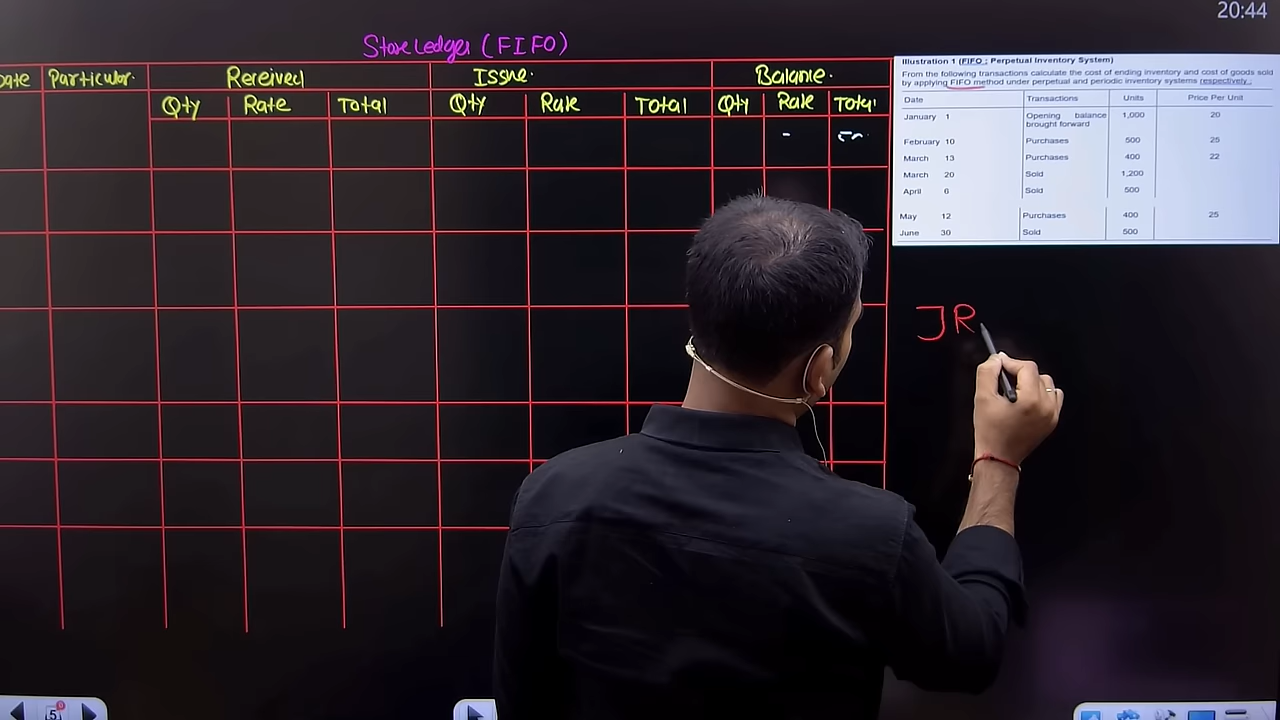 20:44
Store Ledger (FIFO)
Date Particular. Received Issue. Balance.
Qty Rate Total Qty Rate Total Qty Rate Total
Illustration 1 (FIFO : Perpetual Inventory System)
From the following transactions calculate the cost of ending inventory and cost of goods sold
by applying FIFO method under perpetual and periodic inventory systems respectively :
Date Transactions Units Price Per Unit
January 1 Opening balance brought forward 1,000 20
February 10 Purchases 500 25
March 13 Purchases 400 22
March 20 Sold 1,200
April 6 Sold 500
May 12 Purchases 400 25
June 30 Sold 500
JR
5